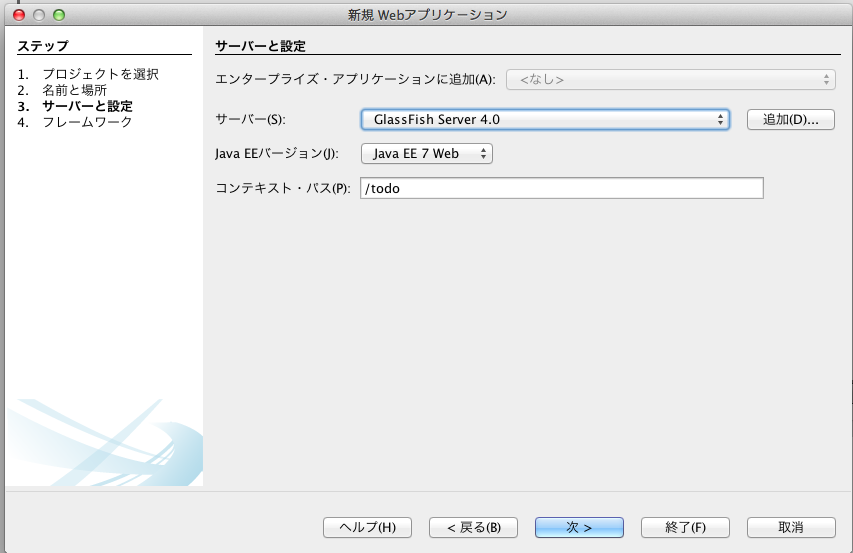 新規 Webアプリケーション
ステップ
1. プロジェクトを選択
2. 名前と場所
3. サーバーと設定
4. フレームワーク
サーバーと設定
エンタープライズ・アプリケーションに追加(A): <なし>
サーバー(S): GlassFish Server 4.0 追加(D)...
Java EEバージョン(J): Java EE 7 Web
コンテキスト・パス(P): /todo
ヘルプ(H) < 戻る(B) 次 > 終了(F) 取消